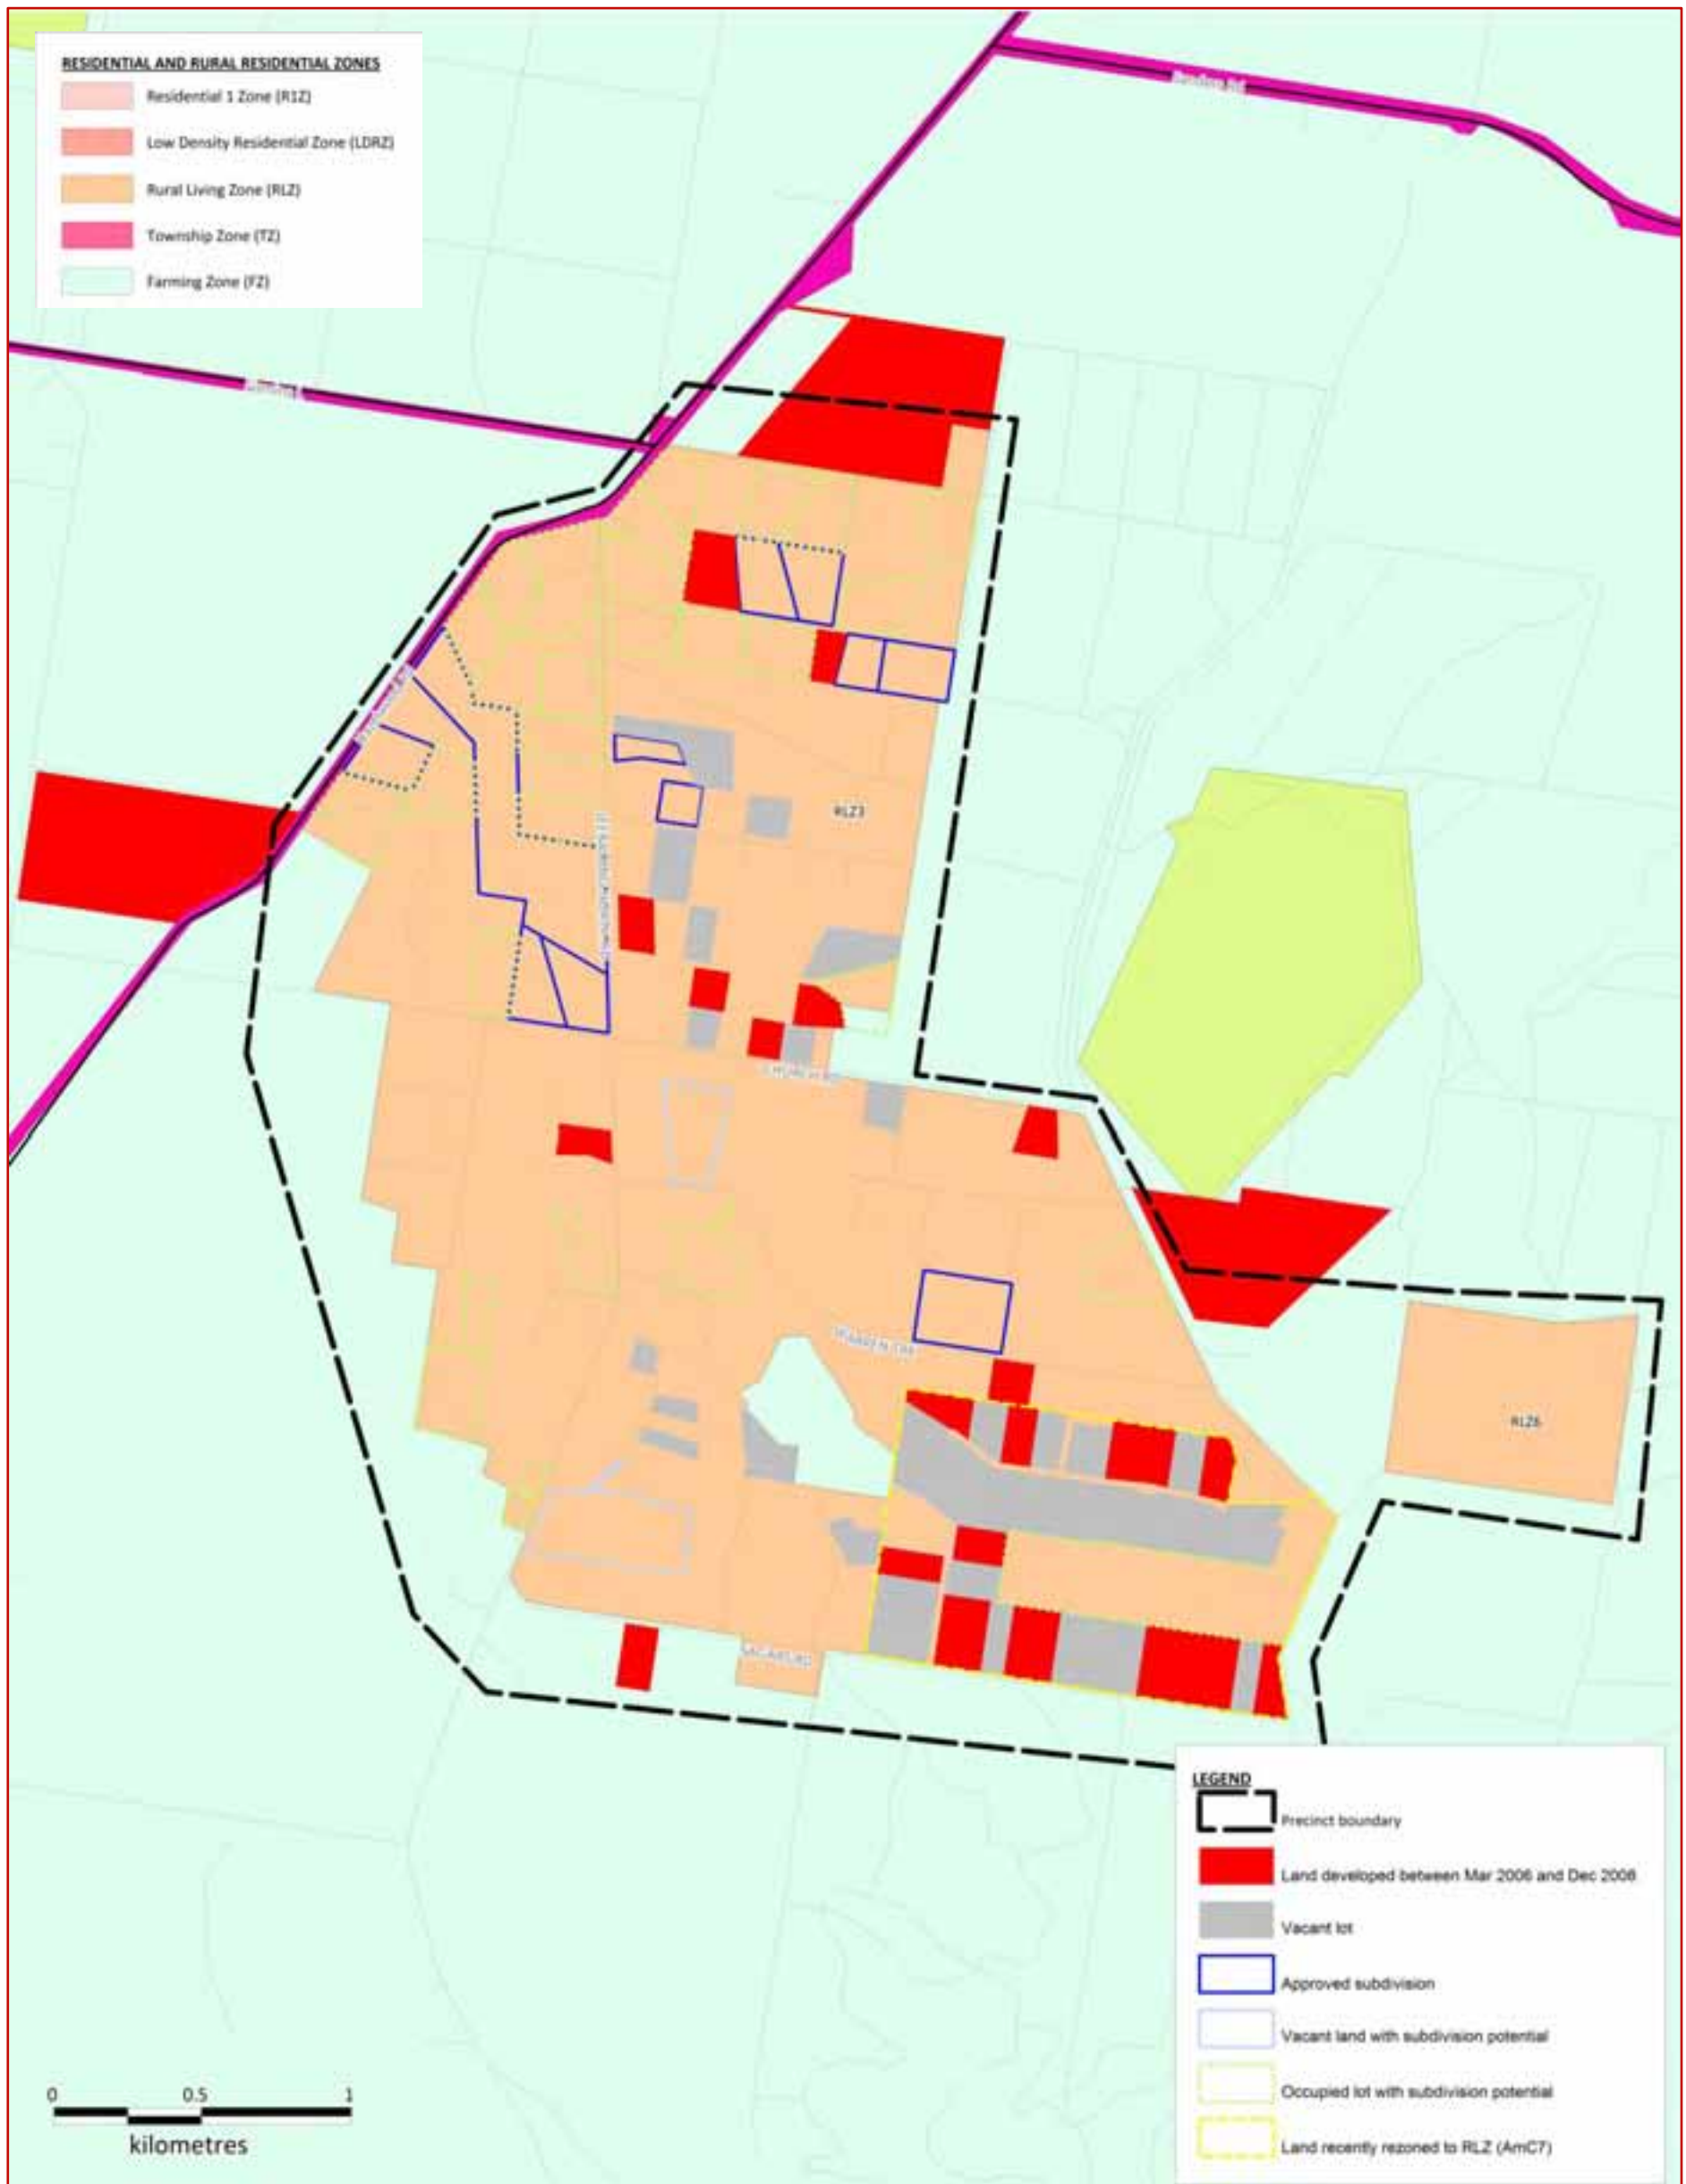 RESIDENTIAL AND RURAL RESIDENTIAL ZONES
Residential 1 Zone (R1Z)
Low Density Residential Zone (LDRZ)
Rural Living Zone (RLZ)
Township Zone (TZ)
Farming Zone (FZ)
RLZ3
CHURCH RD
RLZ6
LEGEND
Precinct boundary
Land developed between Mar 2006 and Dec 2008
Vacant lot
Approved subdivision
Vacant land with subdivision potential
Occupied lot with subdivision potential
Land recently rezoned to RLZ (AmC7)
0 0.5 1
kilometres